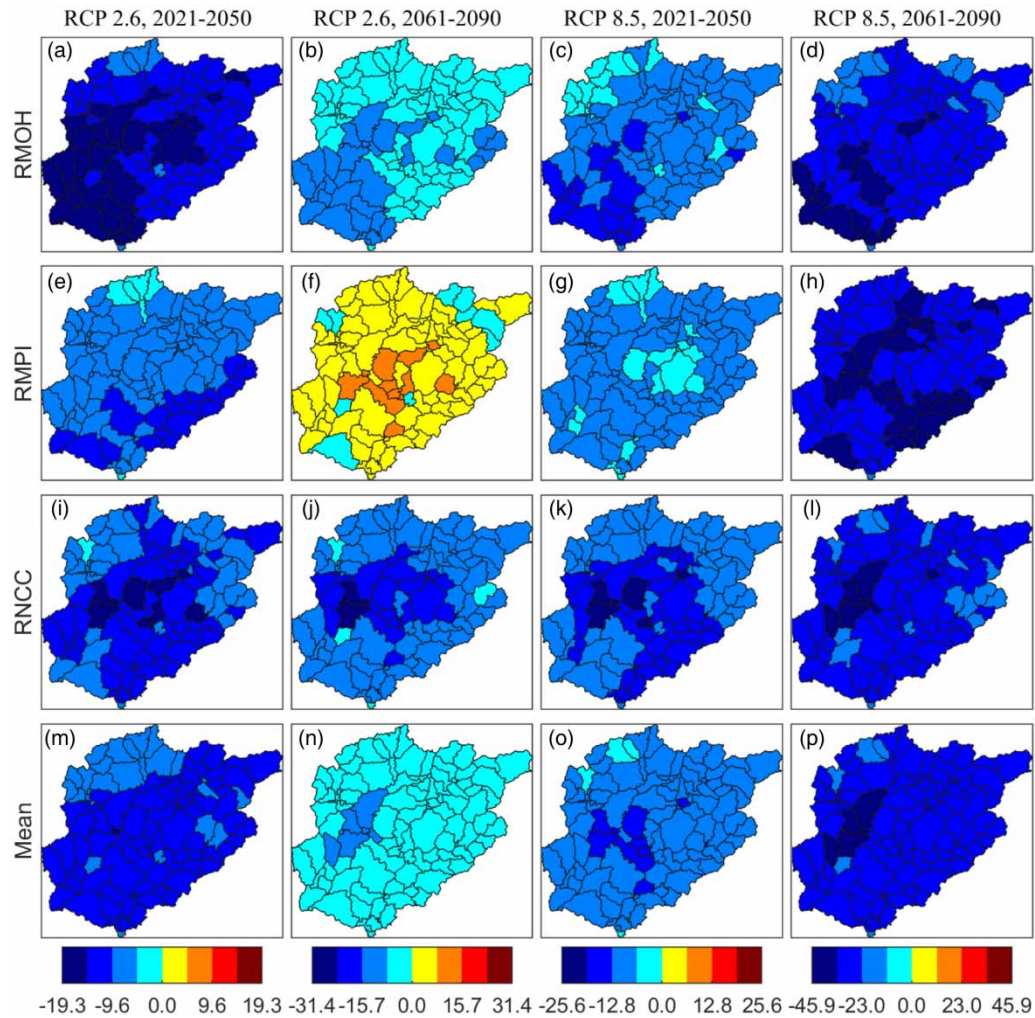 RCP 2.6, 2021-2050 RCP 2.6, 2061-2090 RCP 8.5, 2021-2050 RCP 8.5, 2061-2090
RMOH
(a) (b) (c) (d)
RMPI
(e) (f) (g) (h)
RNCC
(i) (j) (k) (l)
Mean
(m) (n) (o) (p)
-19.3 -9.6 0.0 9.6 19.3 -31.4 -15.7 0.0 15.7 31.4 -25.6 -12.8 0.0 12.8 25.6 -45.9 -23.0 0.0 23.0 45.9